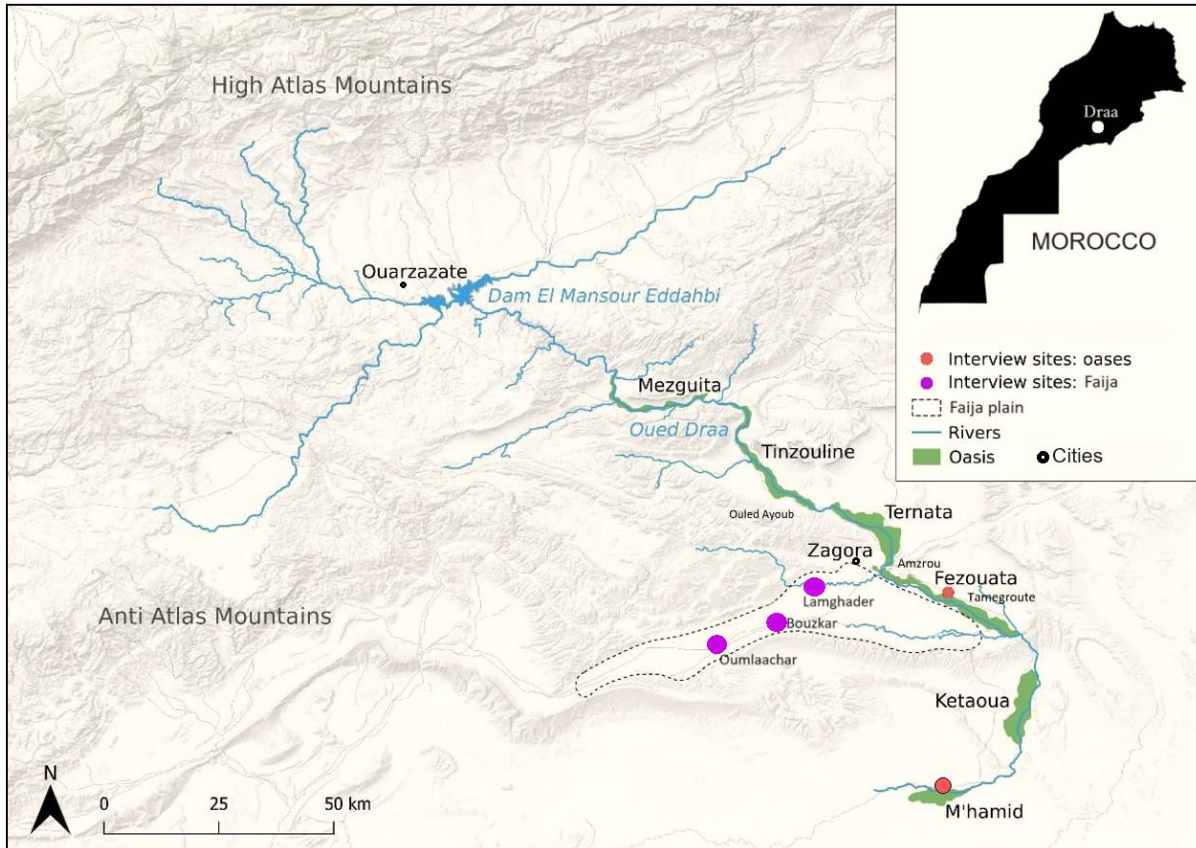 High Atlas Mountains
Ouarzazate
Dam El Mansour Eddahbi
Mezguita
Oued Draa
Tinzouline
Ouled Ayoub
Ternata
Zagora
Amzrou
Fezouata
Tamegroute
Lamghader
Bouzkar
Oumlaachar
Anti Atlas Mountains
Ketaoua
M'hamid
N
0 25 50 km
Draa
MOROCCO
Interview sites: oases
Interview sites: Faija
Faija plain
Rivers
Oasis Cities